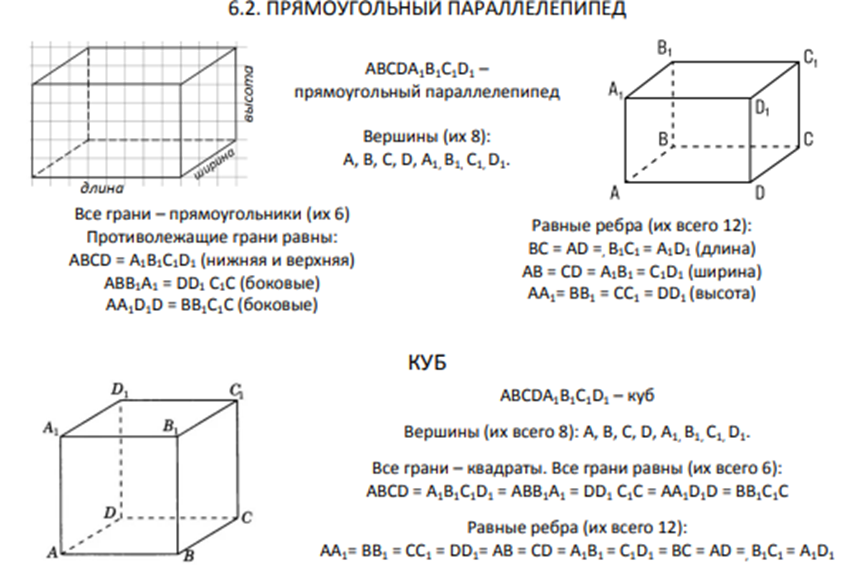 6.2. ПРЯМОУГОЛЬНЫЙ ПАРАЛЛЕЛЕПИПЕД
высота
ширина
длина
ABCDA₁B₁C₁D₁ –
прямоугольный параллелепипед
Вершины (их 8):
A, B, C, D, A₁, B₁, C₁, D₁.
B₁
C₁
A₁
D₁
B
C
A
D
Все грани – прямоугольники (их 6)
Противолежащие грани равны:
ABCD = A₁B₁C₁D₁ (нижняя и верхняя)
ABB₁A₁ = DD₁ C₁C (боковые)
AA₁D₁D = BB₁C₁C (боковые)
Равные ребра (их всего 12):
BC = AD =, B₁C₁ = A₁D₁ (длина)
AB = CD = A₁B₁ = C₁D₁ (ширина)
AA₁= BB₁ = CC₁ = DD₁ (высота)
КУБ
D₁
C₁
A₁
B₁
D
C
A
B
ABCDA₁B₁C₁D₁ – куб
Вершины (их всего 8): A, B, C, D, A₁, B₁, C₁, D₁.
Все грани – квадраты. Все грани равны (их всего 6):
ABCD = A₁B₁C₁D₁ = ABB₁A₁ = DD₁ C₁C = AA₁D₁D = BB₁C₁C
Равные ребра (их всего 12):
AA₁= BB₁ = CC₁ = DD₁= AB = CD = A₁B₁ = C₁D₁ = BC = AD =, B₁C₁ = A₁D₁